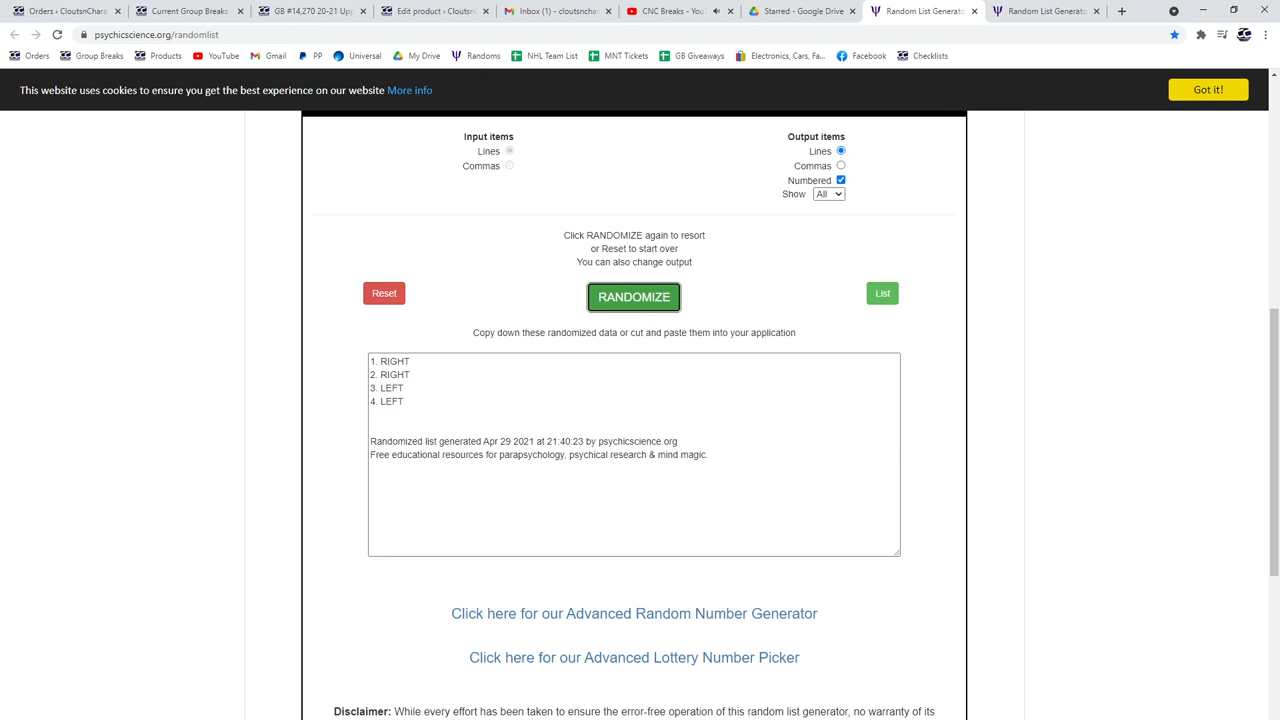 Orders ‹ CloutsnChara
Current Group Breaks
GB #14,270 20-21 Upp
Edit product ‹ Cloutsn
Inbox (1) - cloutsnchar
CNC Breaks - YouT
Starred - Google Drive
Random List Generato
Random List Generato
psychicscience.org/randomlist
Orders
Group Breaks
Products
YouTube
Gmail
PP
Universal
My Drive
Randoms
NHL Team List
MNT Tickets
GB Giveaways
Electronics, Cars, Fa...
Facebook
Checklists
This website uses cookies to ensure you get the best experience on our website More info
Got it!
Input items
Output items
Lines
Lines
Commas
Commas
Numbered
Show All
Click RANDOMIZE again to resort
or Reset to start over
You can also change output
Reset
RANDOMIZE
List
Copy down these randomized data or cut and paste them into your application
1. RIGHT
2. RIGHT
3. LEFT
4. LEFT
Randomized list generated Apr 29 2021 at 21:40:23 by psychicscience.org
Free educational resources for parapsychology, psychical research & mind magic.
Click here for our Advanced Random Number Generator
Click here for our Advanced Lottery Number Picker
Disclaimer: While every effort has been taken to ensure the error-free operation of this random list generator, no warranty of its